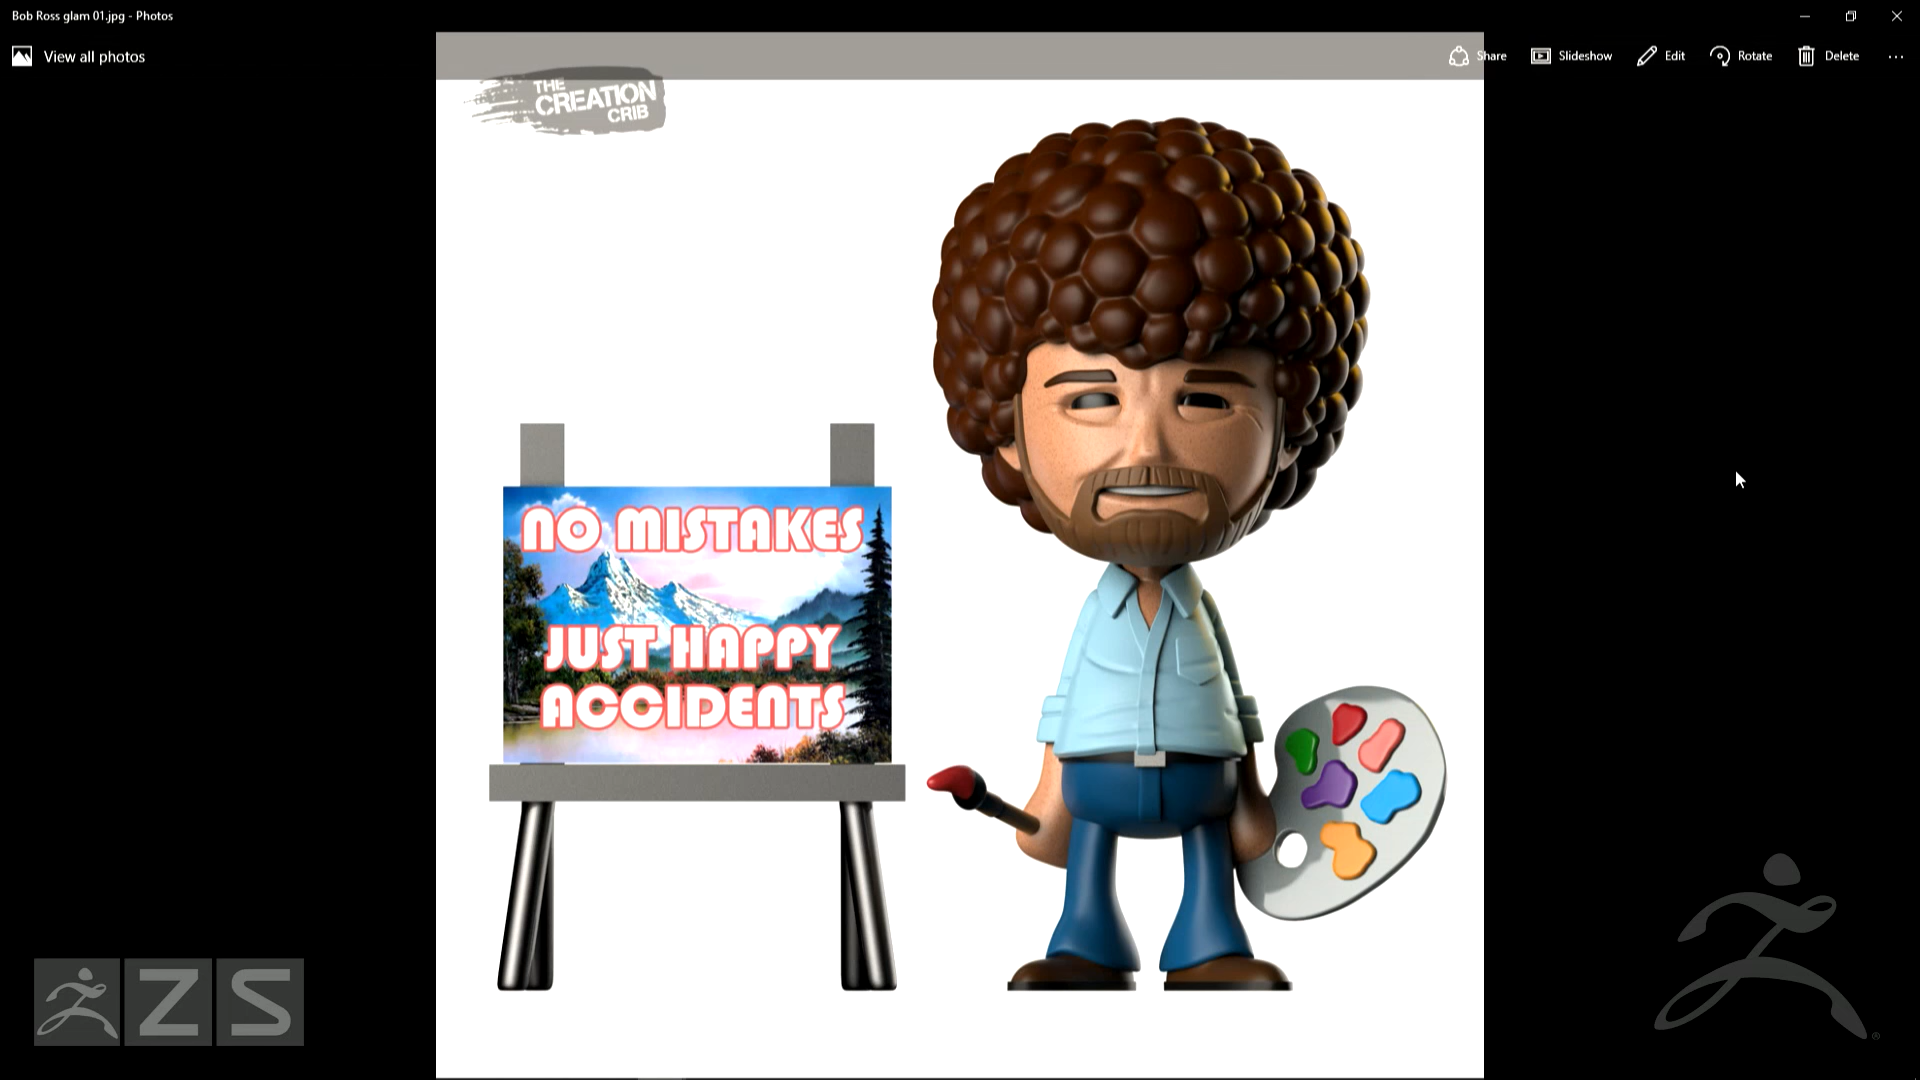 Bob Ross glam 01.jpg - Photos
View all photos
Share
Slideshow
Edit
Rotate
Delete
THE
CREATION
CRIB
NO MISTAKES
JUST HAPPY
ACCIDENTS
ZS